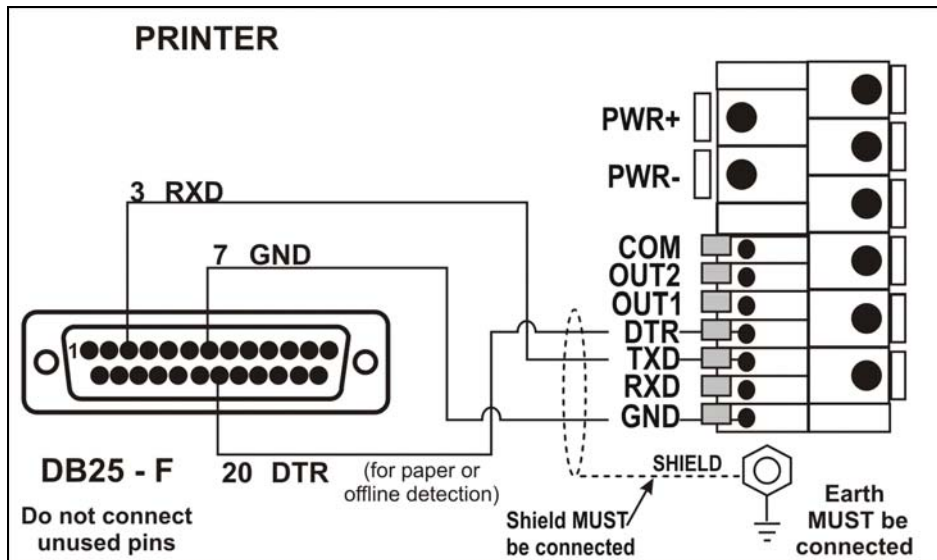 PRINTER
PWR+
PWR-
3 RXD
7 GND
COM
OUT2
OUT1
DTR
TXD
RXD
GND
1
DB25 - F
20 DTR
(for paper or
offline detection)
SHIELD
Do not connect
unused pins
Shield MUST
be connected
Earth
MUST be
connected